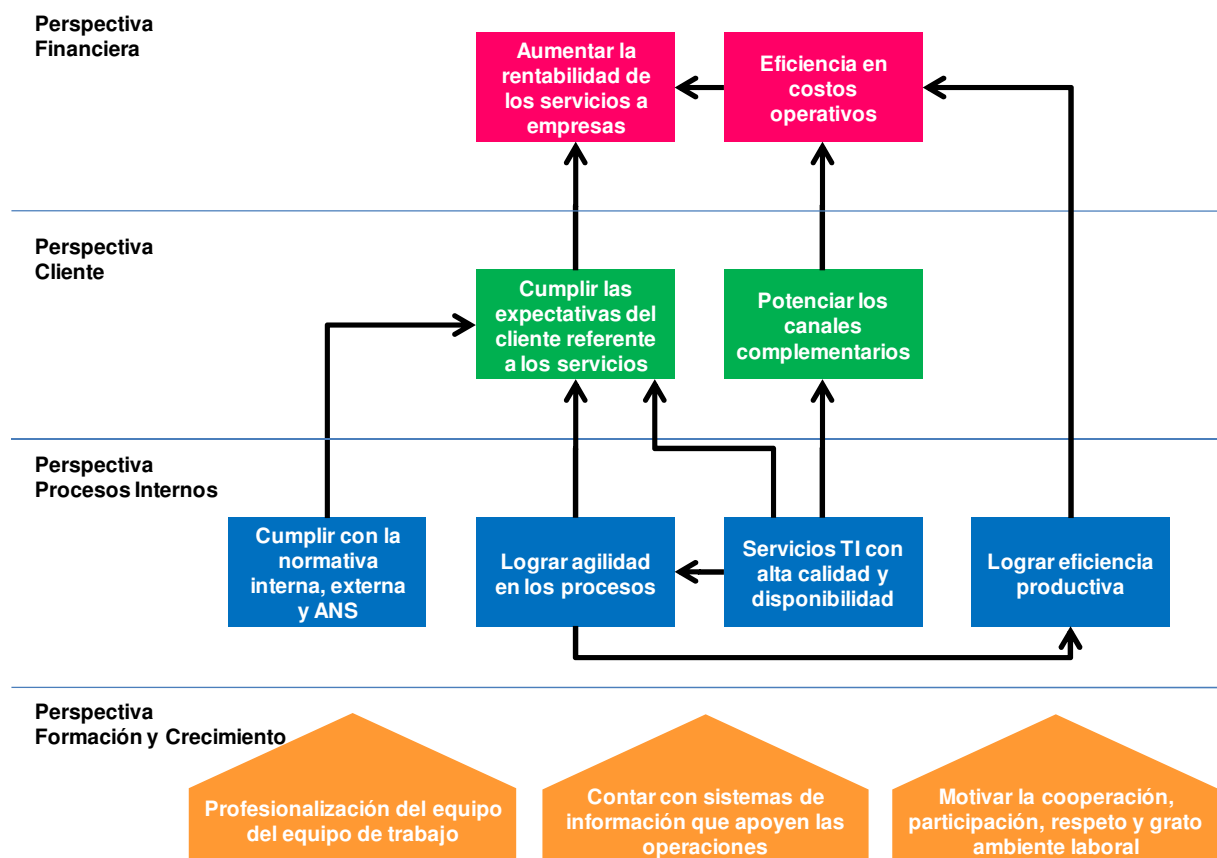 Perspectiva
Financiera
Aumentar la
rentabilidad de
los servicios a
empresas
Eficiencia en
costos
operativos
Perspectiva
Cliente
Cumplir las
expectativas del
cliente referente
a los servicios
Potenciar los
canales
complementarios
Perspectiva
Procesos Internos
Cumplir con la
normativa
interna, externa
y ANS
Lograr agilidad
en los procesos
Servicios TI con
alta calidad y
disponibilidad
Lograr eficiencia
productiva
Perspectiva
Formación y Crecimiento
Profesionalización del equipo
del equipo de trabajo
Contar con sistemas de
información que apoyen las
operaciones
Motivar la cooperación,
participación, respeto y grato
ambiente laboral